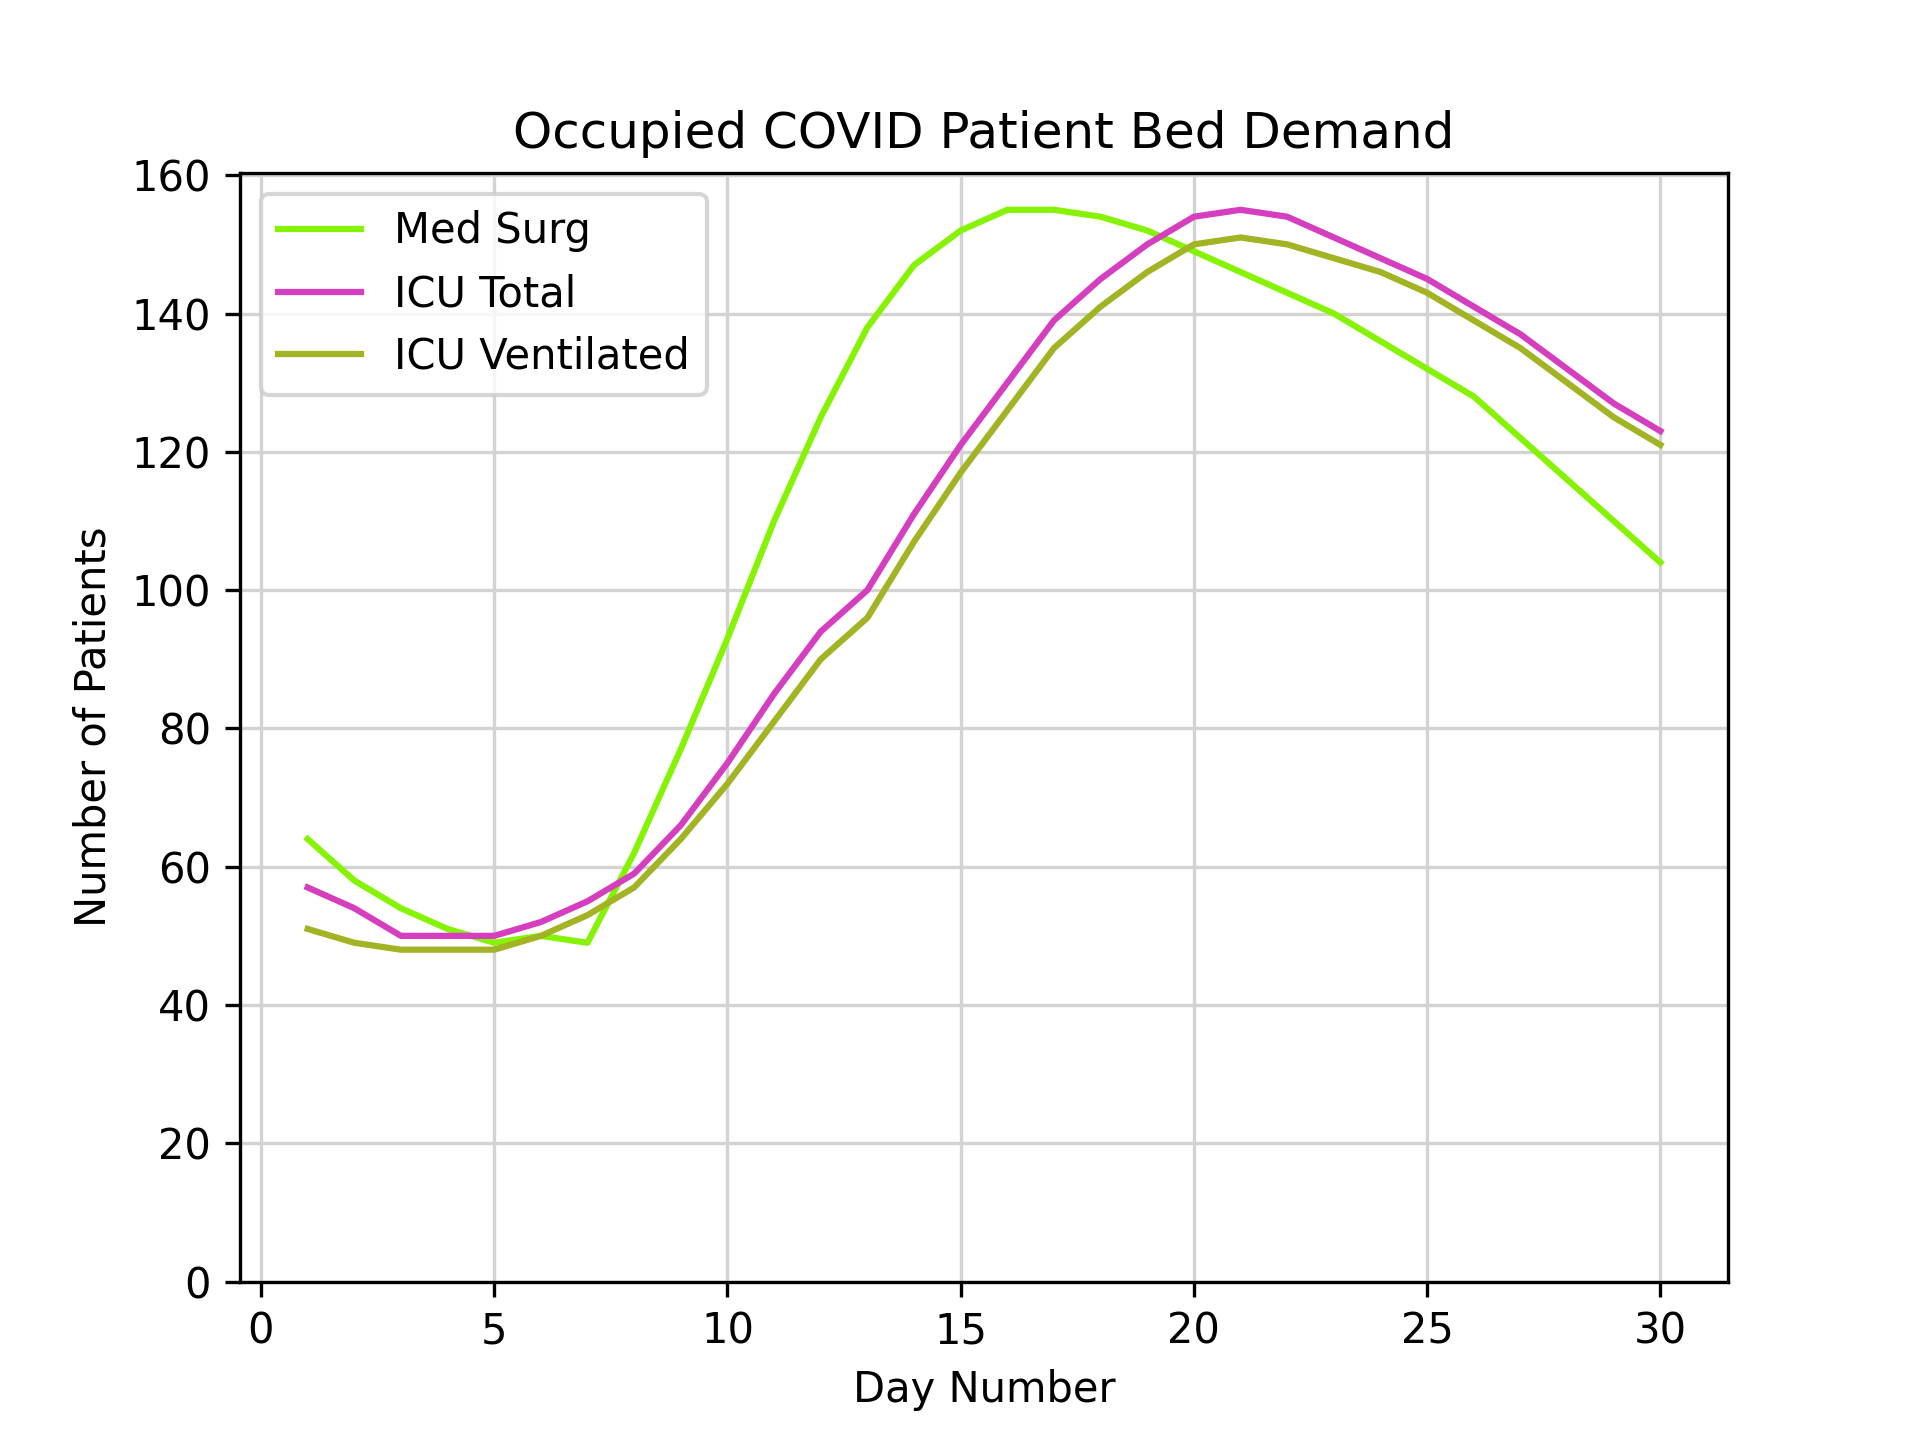 Occupied COVID Patient Bed Demand
160
140
120
100
80
60
40
20
0
Number of Patients
Med Surg
ICU Total
ICU Ventilated
0 5 10 15 20 25 30
Day Number